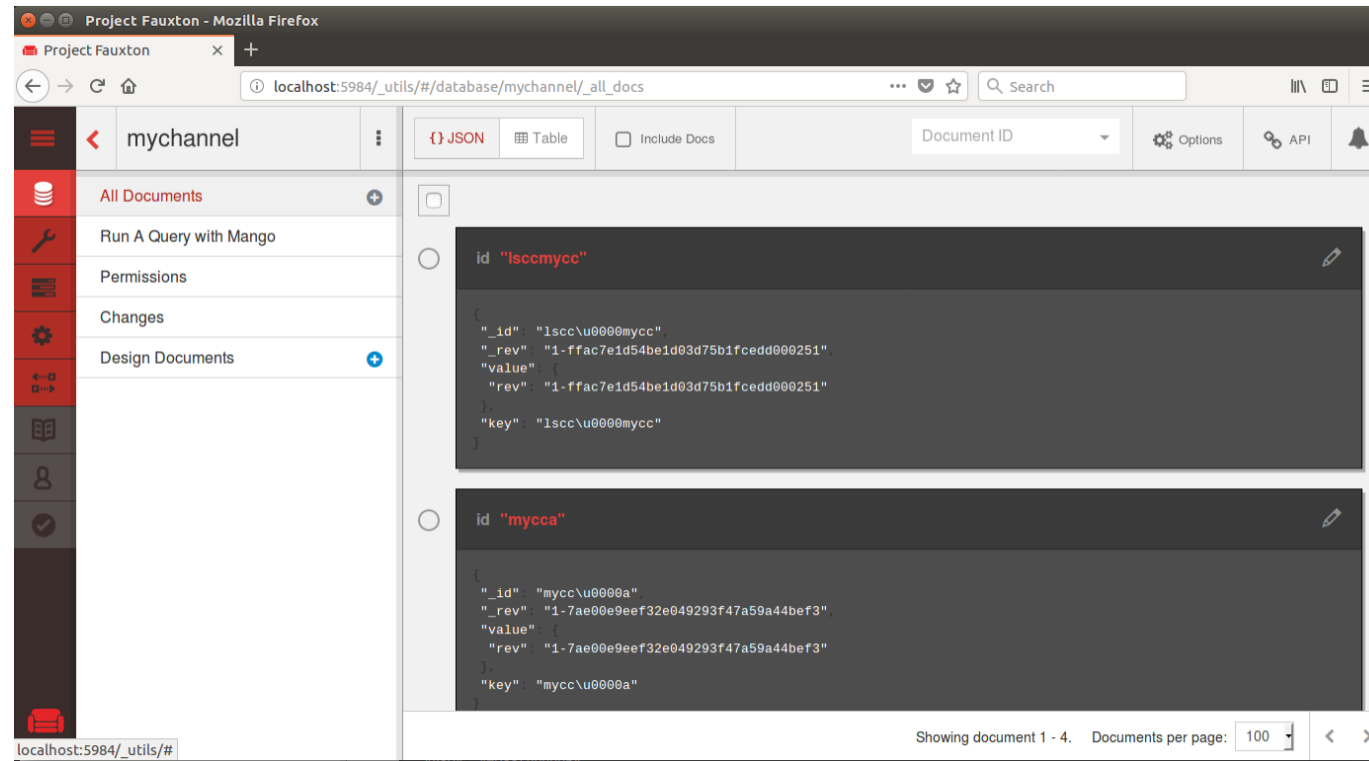 Project Fauxton - Mozilla Firefox
Project Fauxton
localhost:5984/_utils/#/database/mychannel/_all_docs
Search
mychannel
{} JSON
Table
Include Docs
Document ID
Options
API
All Documents
Run A Query with Mango
Permissions
Changes
Design Documents
id "lsccmycc"
{
"_id": "lscc\u0000mycc",
"_rev": "1-ffac7e1d54be1d03d75b1fcedd000251",
"value": {
"rev": "1-ffac7e1d54be1d03d75b1fcedd000251"
},
"key": "lscc\u0000mycc"
}
id "mycca"
{
"_id": "mycc\u0000a",
"_rev": "1-7ae00e9eef32e049293f47a59a44bef3",
"value": {
"rev": "1-7ae00e9eef32e049293f47a59a44bef3"
},
"key": "mycc\u0000a"
}
Showing document 1 - 4. Documents per page: 100
localhost:5984/_utils/#